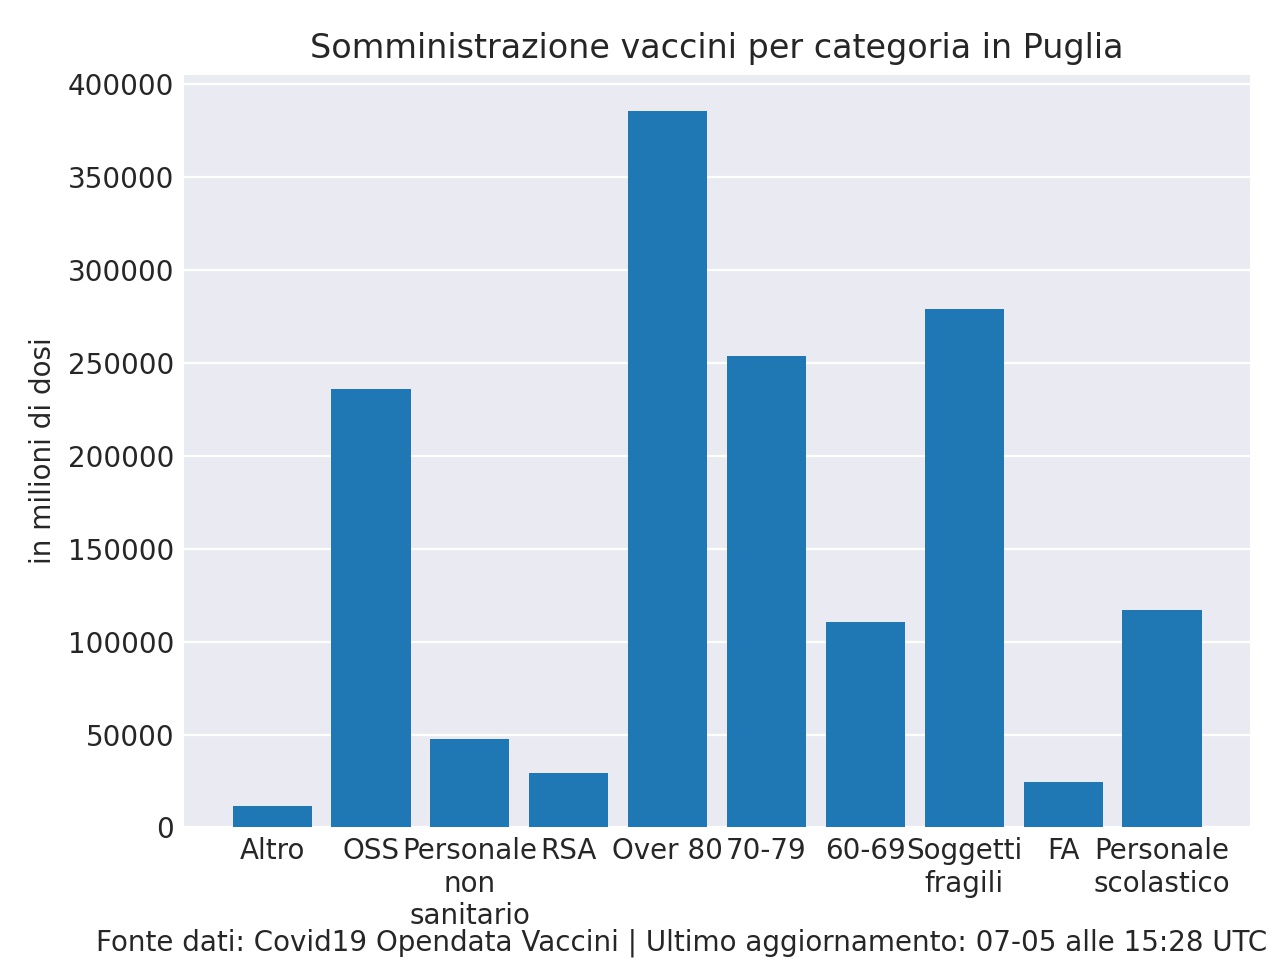 Somministrazione vaccini per categoria in Puglia
400000
350000
300000
250000
200000
150000
100000
50000
0
in milioni di dosi
Altro
OSS
Personale
non
sanitario
RSA
Over 80
70-79
60-69
Soggetti
fragili
FA
Personale
scolastico
Fonte dati: Covid19 Opendata Vaccini | Ultimo aggiornamento: 07-05 alle 15:28 UTC